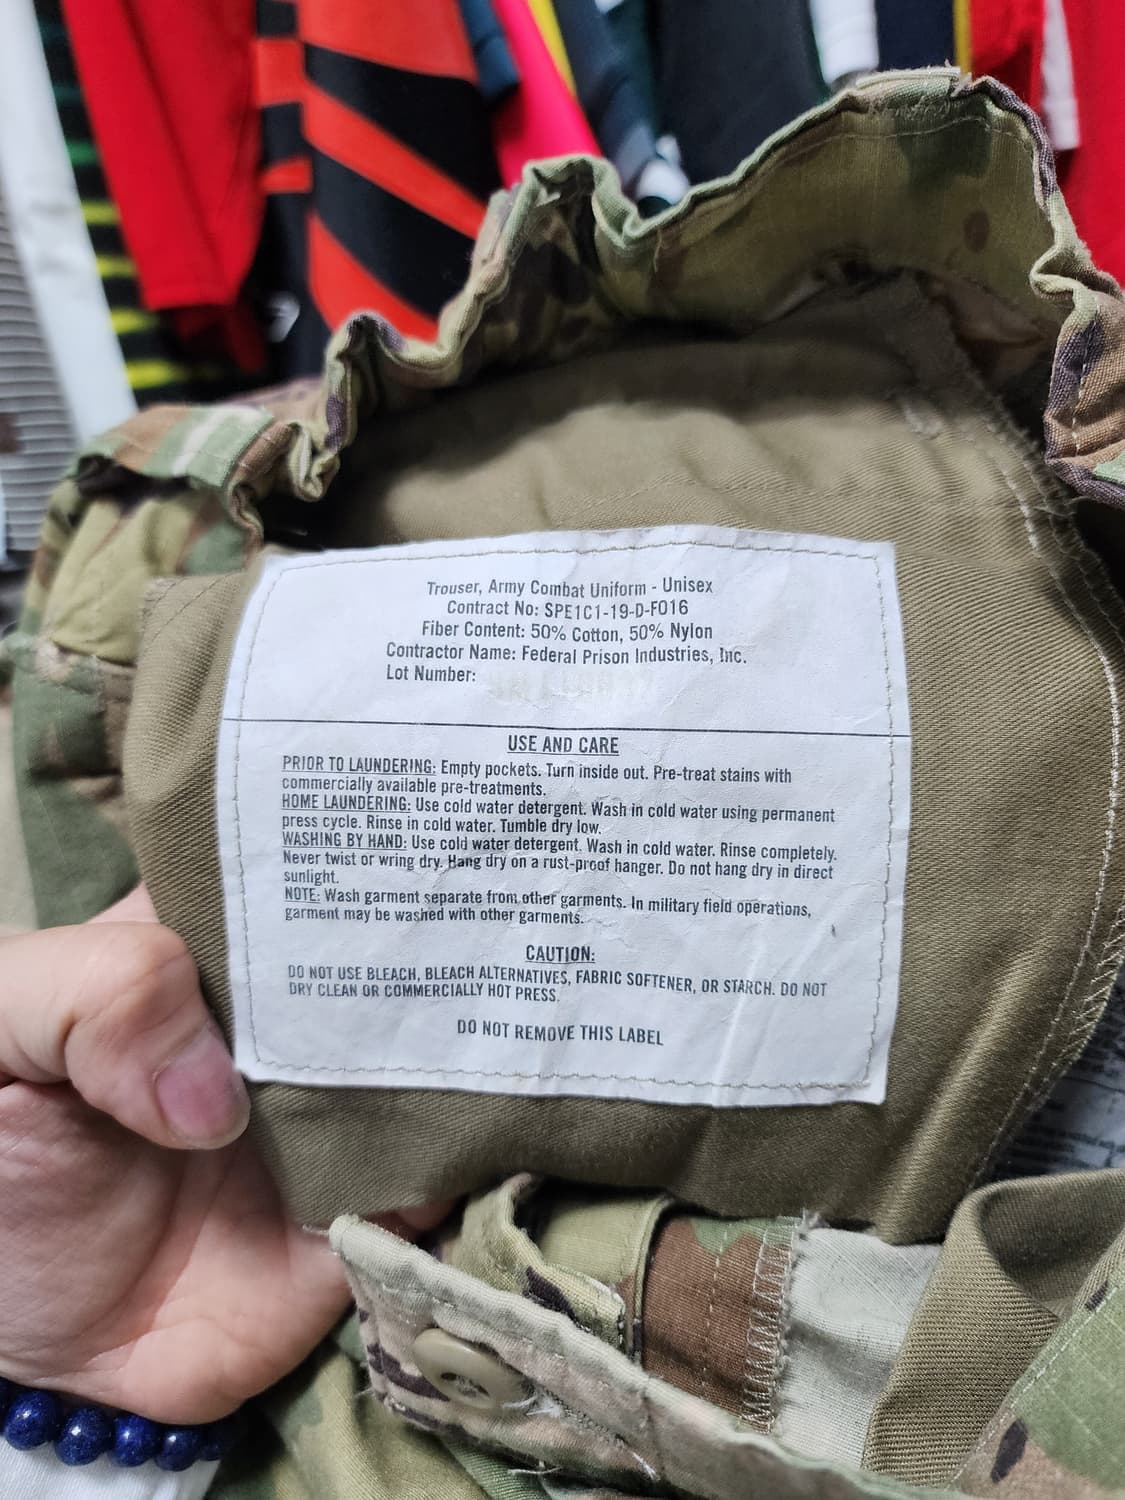 Trouser, Army Combat Uniform - Unisex
Contract No: SPE1C1-19-D-F016
Fiber Content: 50% Cotton, 50% Nylon
Contractor Name: Federal Prison Industries, Inc.
Lot Number:
USE AND CARE
PRIOR TO LAUNDERING: Empty pockets. Turn inside out. Pre-treat stains with
commercially available pre-treatments.
HOME LAUNDERING: Use cold water detergent. Wash in cold water using permanent
press cycle. Rinse in cold water. Tumble dry low.
WASHING BY HAND: Use cold water detergent. Wash in cold water. Rinse completely.
Never twist or wring dry. Hang dry on a rust-proof hanger. Do not hang dry in direct
sunlight.
NOTE: Wash garment separate from other garments. In military field operations,
garment may be washed with other garments.
CAUTION:
DO NOT USE BLEACH, BLEACH ALTERNATIVES, FABRIC SOFTENER, OR STARCH. DO NOT
DRY CLEAN OR COMMERCIALLY HOT PRESS.
DO NOT REMOVE THIS LABEL